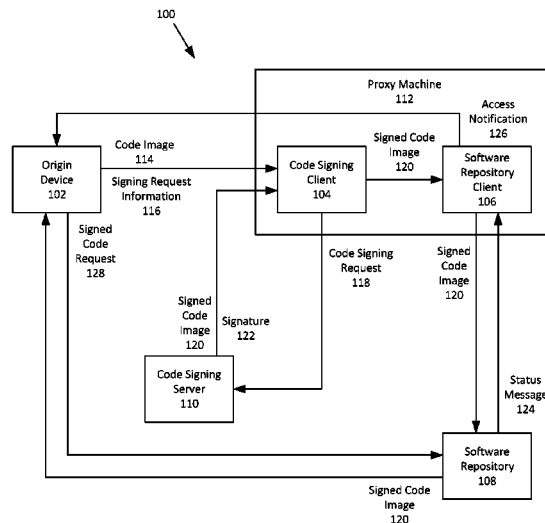 100
Proxy Machine
112
Access
Notification
126
Code Image
114
Signing Request
Information
116
Signed Code
Image
120
Origin
Device
102
Code Signing
Client
104
Software
Repository
Client
106
Signed
Code
Request
128
Code Signing
Request
118
Signed
Code
Image
120
Signed
Code
Image
120
Signature
122
Code Signing
Server
110
Status
Message
124
Software
Repository
108
Signed Code
Image
120